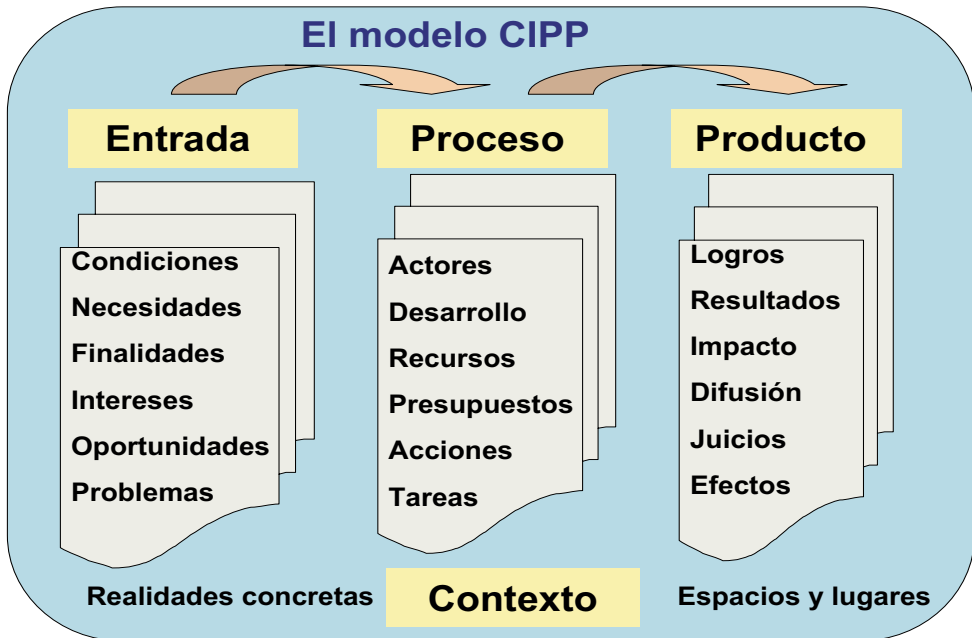 El modelo CIPP
Entrada
Proceso
Producto
Condiciones
Necesidades
Finalidades
Intereses
Oportunidades
Problemas
Actores
Desarrollo
Recursos
Presupuestos
Acciones
Tareas
Logros
Resultados
Impacto
Difusión
Juicios
Efectos
Realidades concretas
Contexto
Espacios y lugares